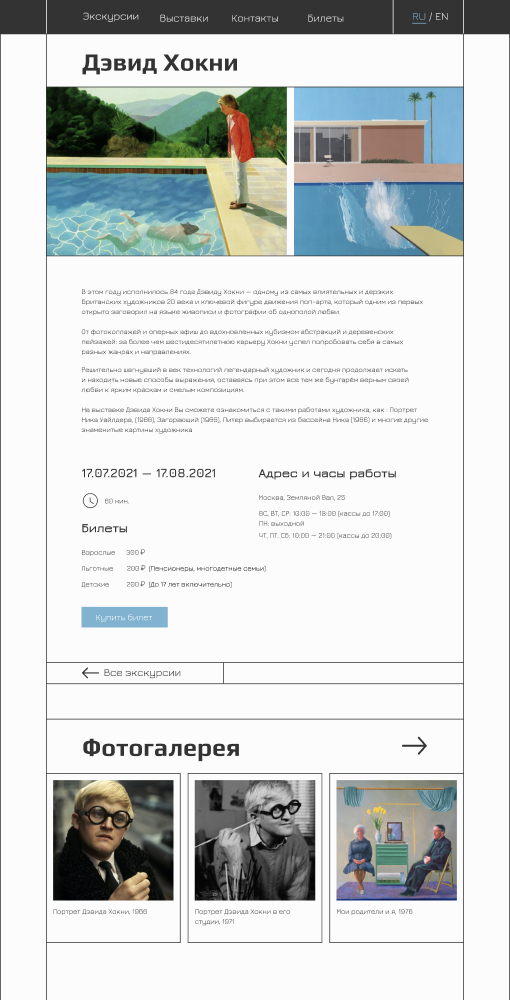 Экскурсии Выставки Контакты Билеты RU / EN
Дэвид Хокни
В этом году исполнилось 84 года Дэвиду Хокни — одному из самых влиятельных и дерзких
британских художников 20 века и ключевой фигуре движения поп-арта, который одним из первых
открыто заговорил на языке живописи и фотографии об однополой любви.
От фотоколлажей и оперных афиш до вдохновленных кубизмом абстракций и деревенских
пейзажей: за более чем шестидесятилетнюю карьеру Хокни успел попробовать себя в самых
разных жанрах и направлениях.
Решительно шагнувший в век технологий легендарный художник и сегодня продолжает искать
и находить новые способы выражения, оставаясь при этом все тем же бунтарём верным своей
любви к ярким краскам и смелым композициям.
На выставке Дэвида Хокни Вы сможете ознакомиться с такими работами художника, как : Портрет
Ника Уайлдера, (1966), Загорающий (1966), Питер выбирается из бассейна Ника (1966) и многие другие
знаменитые картины художника
17.07.2021 — 17.08.2021
60 мин.
Билеты
Взрослые 300 ₽
Льготные 200 ₽ (Пенсионеры, многодетные семьи)
Детские 200 ₽ (До 17 лет включительно)
Купить билет
Адрес и часы работы
Москва, Земляной Вал, 25
ВС, ВТ, СР: 10:00 — 18:00 (кассы до 17:00)
ПН: выходной
ЧТ, ПТ, СБ: 10:00 — 21:00 (кассы до 20:00)
Все экскурсии
Фотогалерея
Портрет Дэвида Хокни, 1966
Портрет Дэвида Хокни в его
студии, 1971
Мои родители и я, 1976